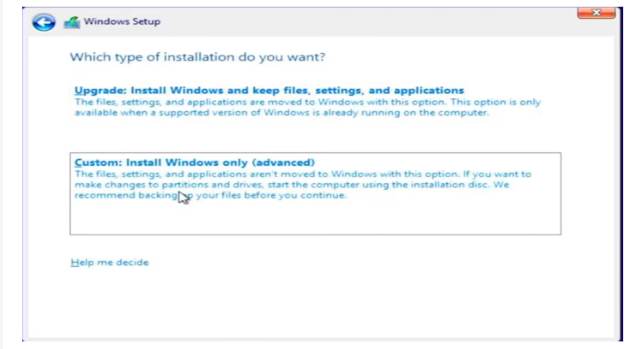 Windows Setup
Which type of installation do you want?
Upgrade: Install Windows and keep files, settings, and applications
The files, settings, and applications are moved to Windows with this option. This option is only
available when a supported version of Windows is already running on the computer.
Custom: Install Windows only (advanced)
The files, settings, and applications aren't moved to Windows with this option. If you want to
make changes to partitions and drives, start the computer using the installation disc. We
recommend backing up your files before you continue.
Help me decide